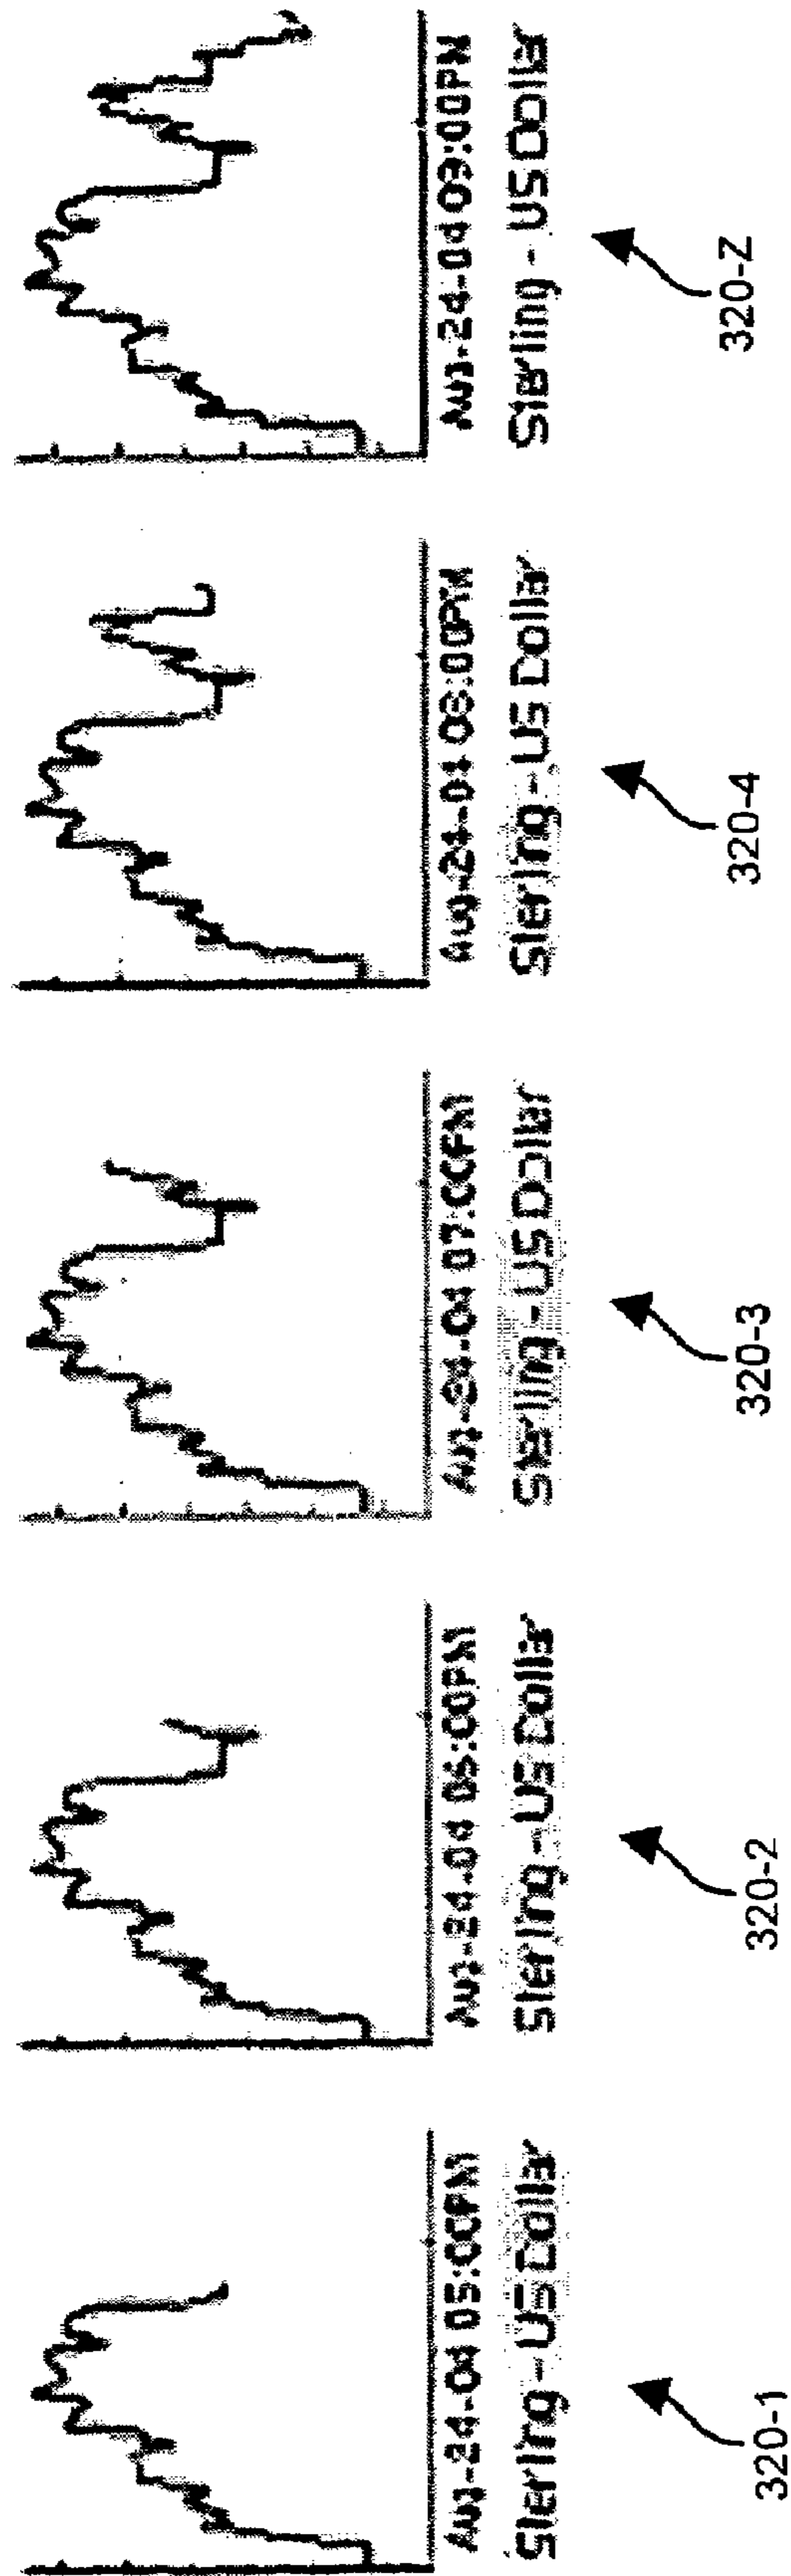 Aug-24-04 05:00PM
Sterling - US Dollar
320-1
Aug-24-04 06:00PM
Sterling - US Dollar
320-2
Aug-24-04 07:00PM
Sterling - US Dollar
320-3
Aug-24-04 08:00PM
Sterling - US Dollar
320-4
Aug-24-04 09:00PM
Sterling - US Dollar
320-Z